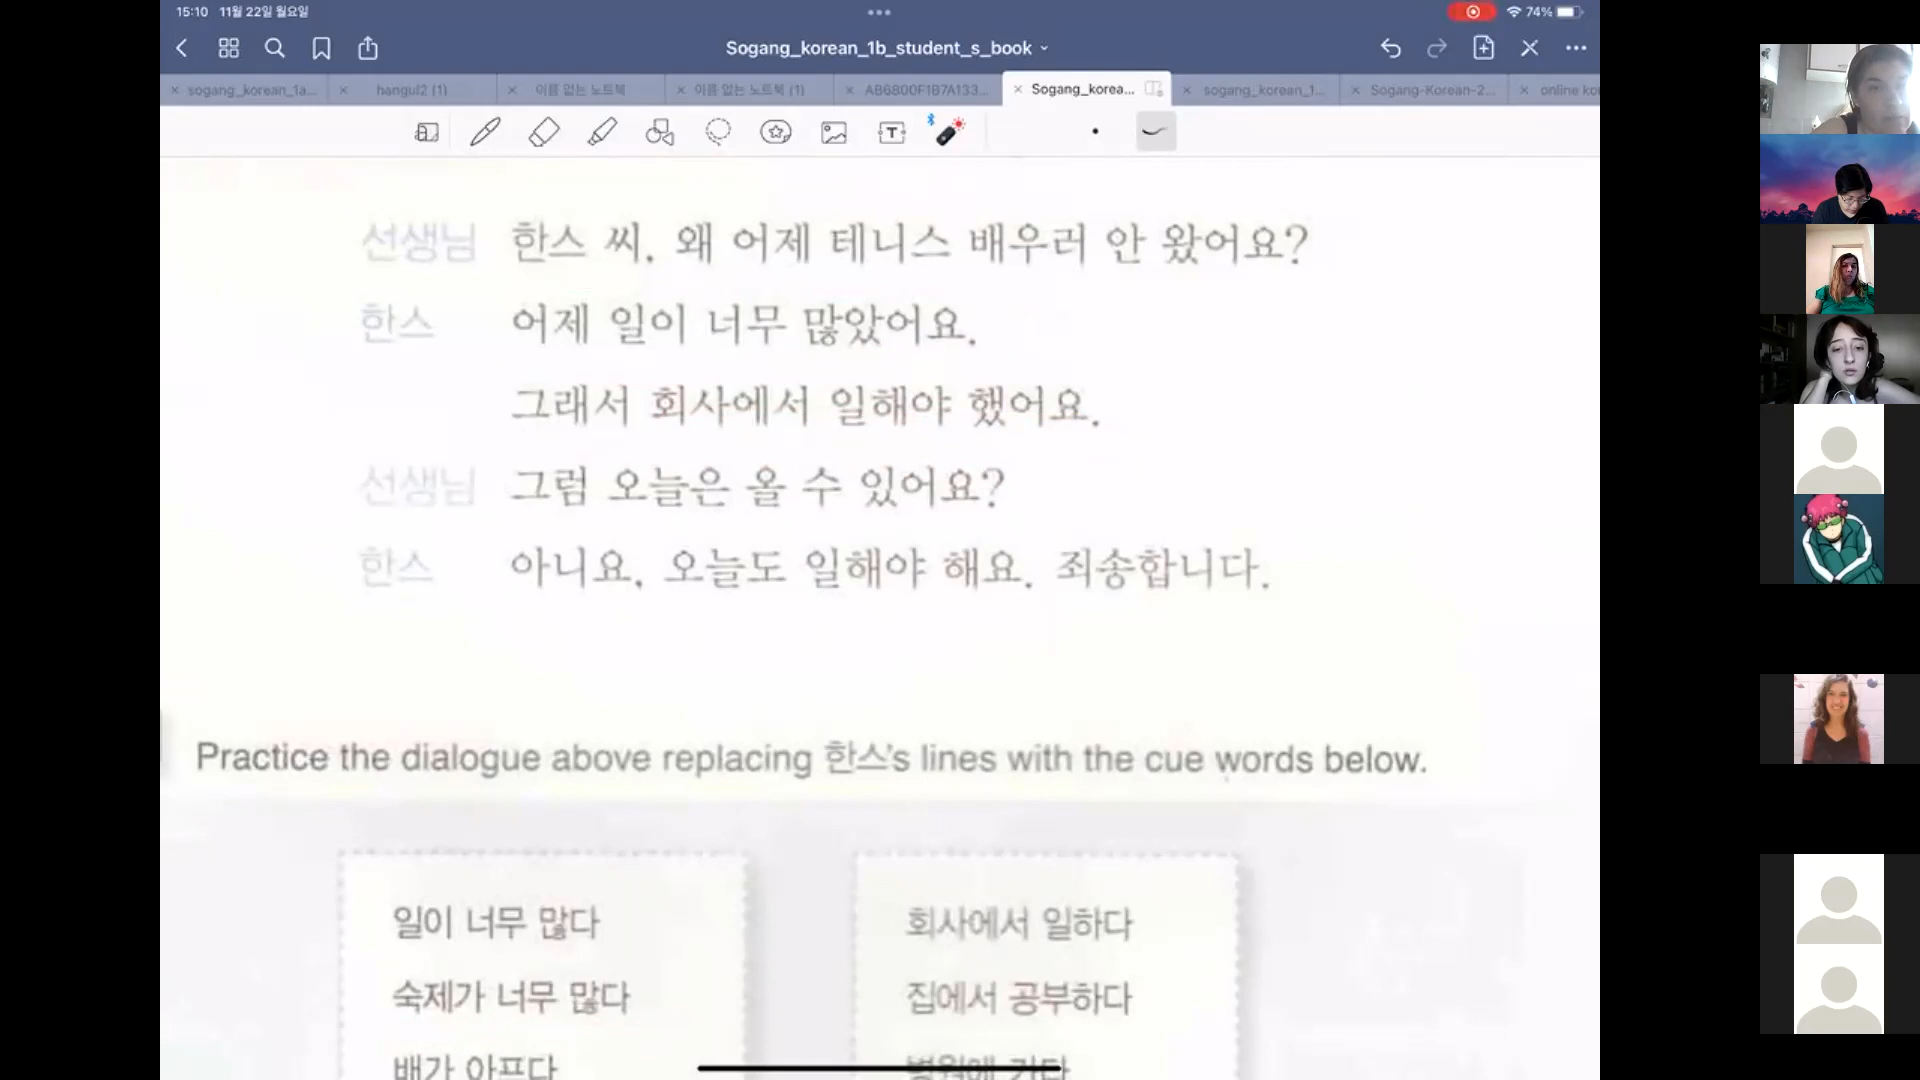 15:10 11월 22일 월요일
74%
Sogang_korean_1b_student_s_book
sogang_korean_1a...
hangul2 (1)
이름 없는 노트북
이름 없는 노트북 (1)
AB6800F1B7A133...
Sogang_korea...
sogang_korean_1...
Sogang-Korean-2...
online ko
선생님 한스 씨, 왜 어제 테니스 배우러 안 왔어요?
한스 어제 일이 너무 많았어요.
그래서 회사에서 일해야 했어요.
선생님 그럼 오늘은 올 수 있어요?
한스 아니요, 오늘도 일해야 해요. 죄송합니다.
Practice the dialogue above replacing 한스's lines with the cue words below.
일이 너무 많다
숙제가 너무 많다
배가 아프다
회사에서 일하다
집에서 공부하다
병원에 가다